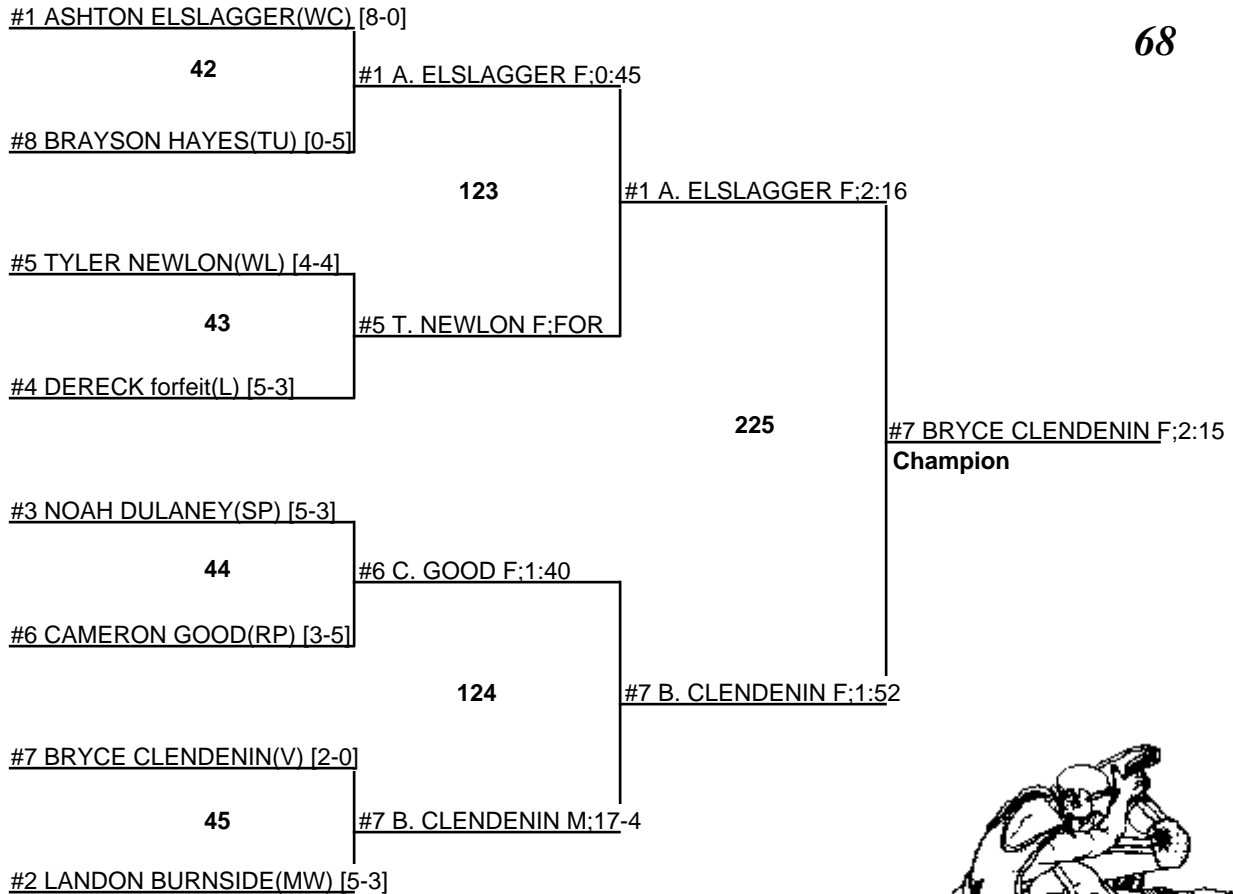 #1 ASHTON ELSLAGGER(WC) [8-0]
68
42
#1 A. ELSLAGGER F;0:45
#8 BRAYSON HAYES(TU) [0-5]
123
#1 A. ELSLAGGER F;2:16
#5 TYLER NEWLON(WL) [4-4]
43
#5 T. NEWLON F;FOR
#4 DERECK forfeit(L) [5-3]
225
#7 BRYCE CLENDENIN F;2:15
Champion
#3 NOAH DULANEY(SP) [5-3]
44
#6 C. GOOD F;1:40
#6 CAMERON GOOD(RP) [3-5]
124
#7 B. CLENDENIN F;1:52
#7 BRYCE CLENDENIN(V) [2-0]
45
#7 B. CLENDENIN M;17-4
#2 LANDON BURNSIDE(MW) [5-3]